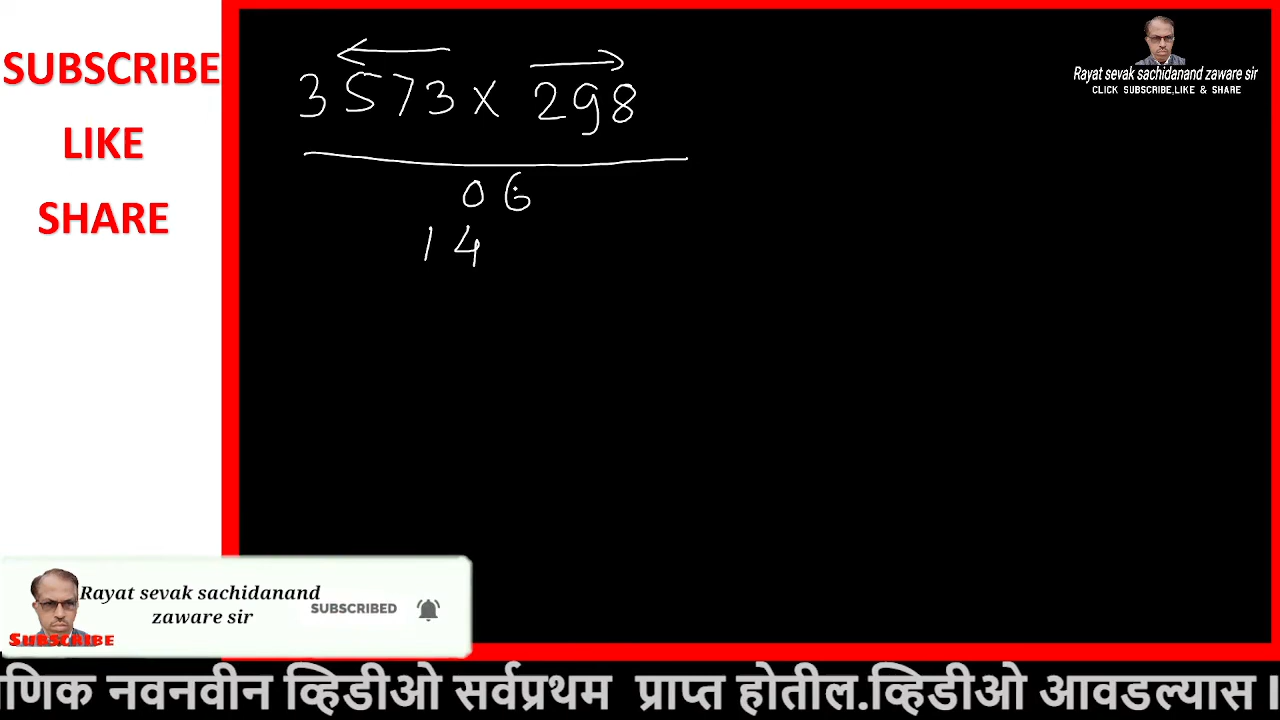 SUBSCRIBE
LIKE
SHARE
3573 x 298
06
14
Rayat sevak sachidanand zaware sir
CLICK SUBSCRIBE,LIKE & SHARE
Rayat sevak sachidanand
zaware sir
SUBSCRIBED
SUBSCRIBE
णिक नवनवीन व्हिडीओ सर्वप्रथम प्राप्त होतील.व्हिडीओ आवडल्यास